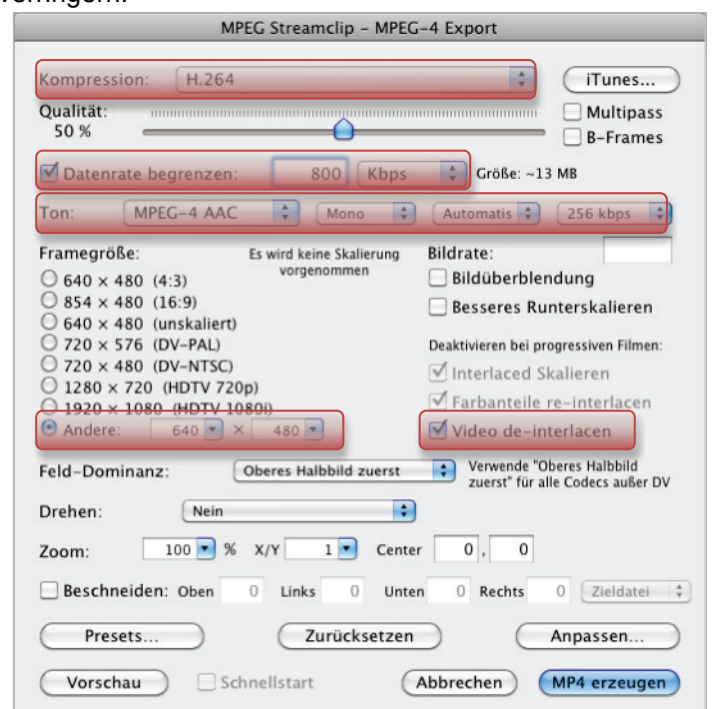 verringern.
MPEG Streamclip – MPEG-4 Export
Kompression: H.264 iTunes...
Qualität: Multipass
50 % B-Frames
Datenrate begrenzen: 800 Kbps Größe: ~13 MB
Ton: MPEG-4 AAC Mono Automatis 256 kbps
Framegröße: Es wird keine Skalierung vorgenommen Bildrate:
640 × 480 (4:3) Bildüberblendung
854 × 480 (16:9) Besseres Runterskalieren
640 × 480 (unskaliert)
720 × 576 (DV-PAL) Deaktivieren bei progressiven Filmen:
720 × 480 (DV-NTSC) Interlaced Skalieren
1280 × 720 (HDTV 720p)
1920 × 1080 (HDTV 1080i) Farbanteile re-interlacen
Andere: 640 × 480 Video de-interlacen
Feld-Dominanz: Oberes Halbbild zuerst Verwende "Oberes Halbbild
zuerst" für alle Codecs außer DV
Drehen: Nein
Zoom: 100 % X/Y 1 Center 0 , 0
Beschneiden: Oben 0 Links 0 Unten 0 Rechts 0 Zieldatei
Presets... Zurücksetzen Anpassen...
Vorschau Schnellstart Abbrechen MP4 erzeugen